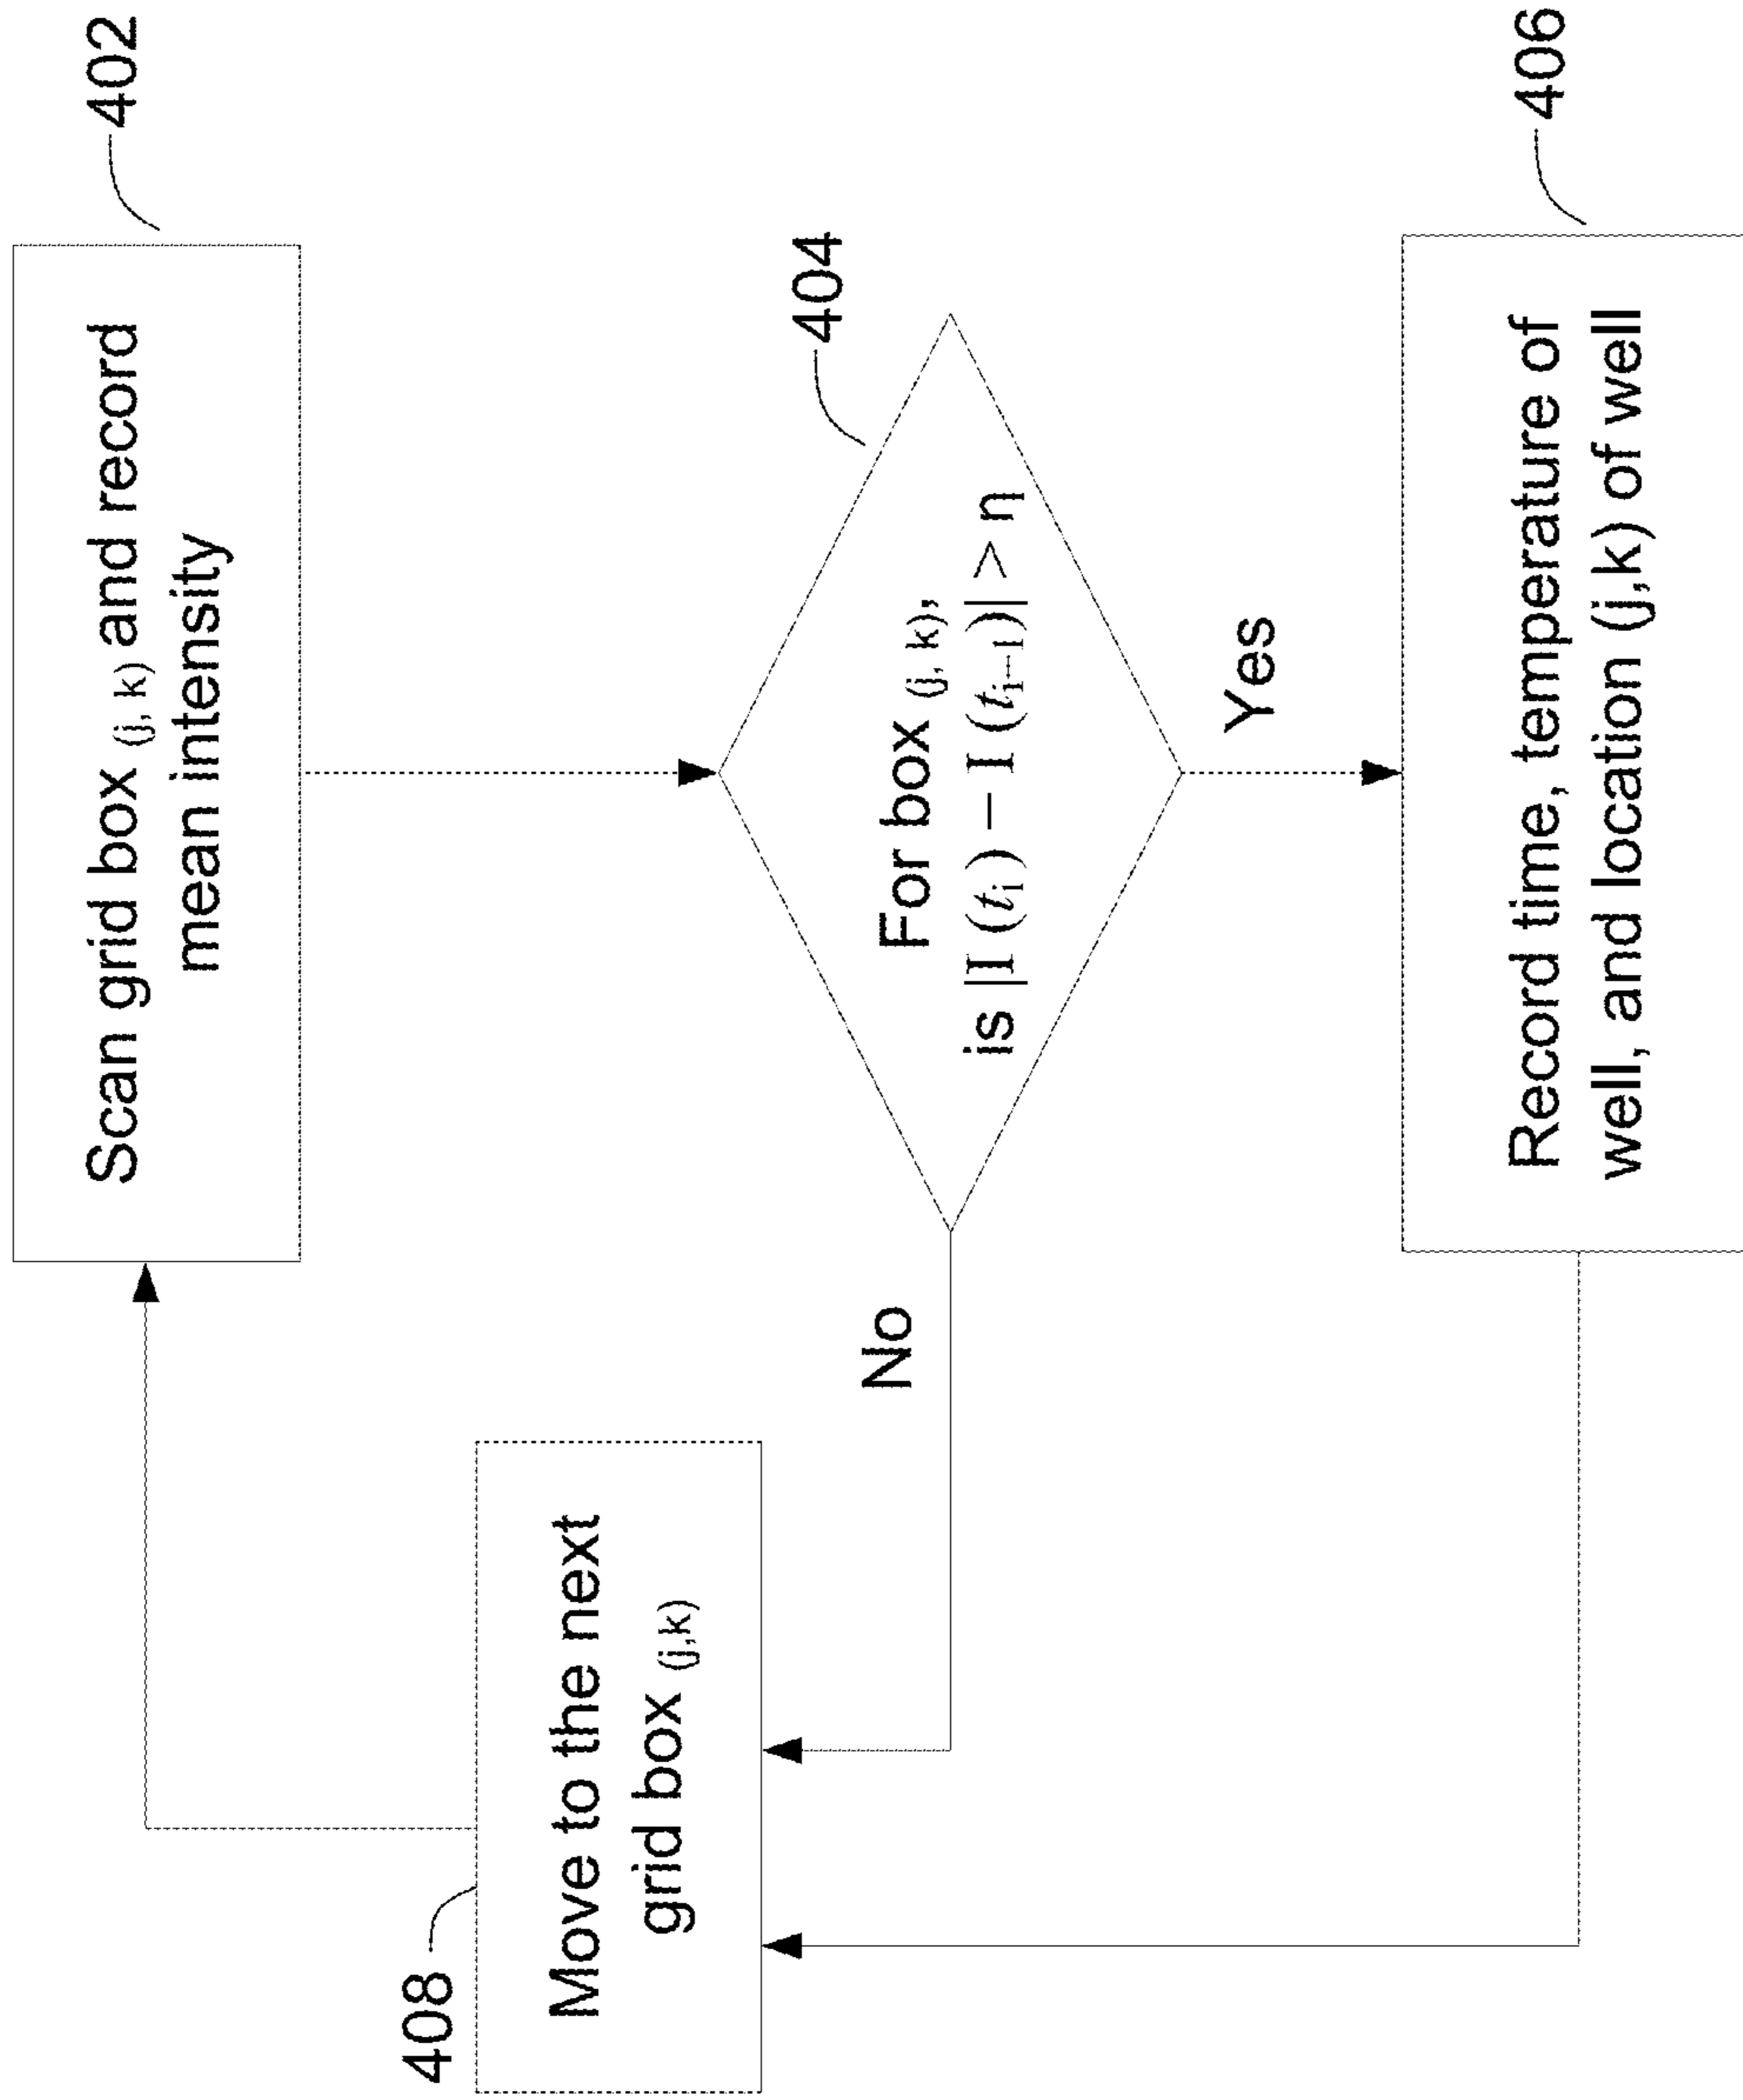 402
Scan grid box (j, k) and record
mean intensity
404
For box (j, k),
is |I (ti) − I (ti−1)| > n
No
Yes
408
Move to the next
grid box (j,k)
406
Record time, temperature of
well, and location (j,k) of well